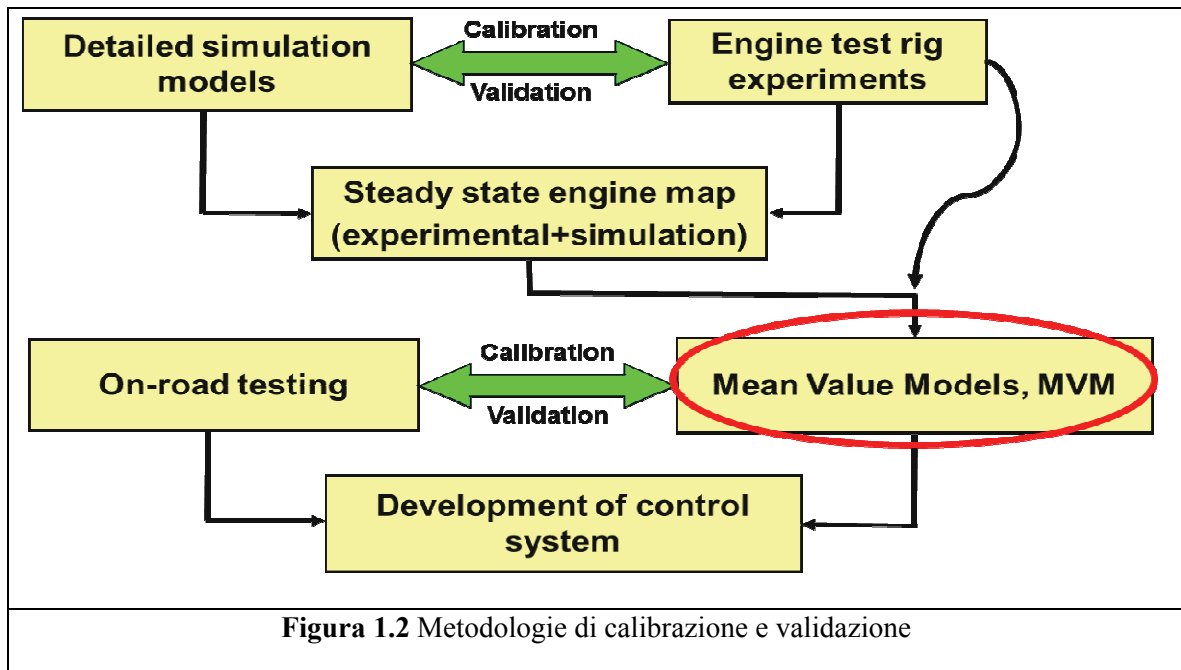 Detailed simulation
models
Calibration
Validation
Engine test rig
experiments
Steady state engine map
(experimental+simulation)
On-road testing
Calibration
Validation
Mean Value Models, MVM
Development of control
system
Figura 1.2 Metodologie di calibrazione e validazione